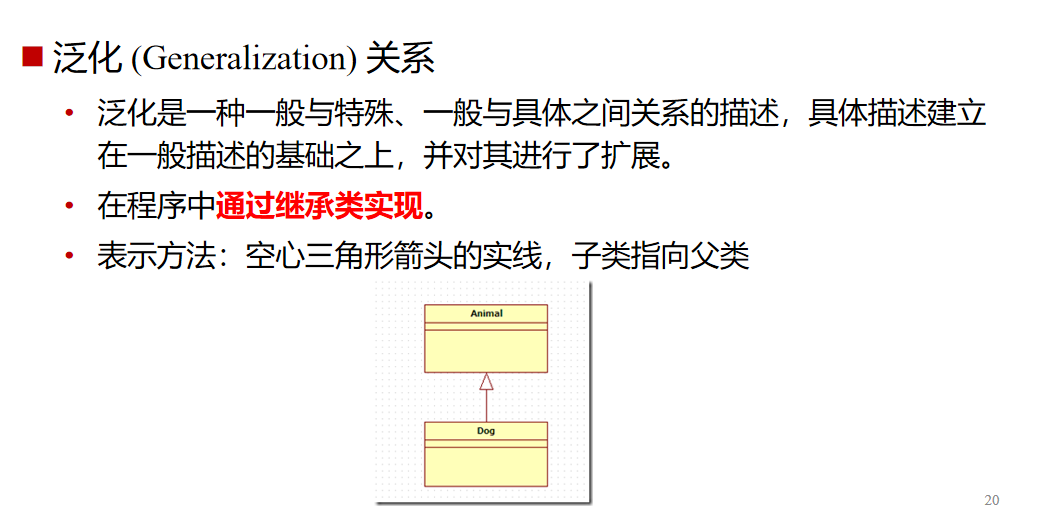 泛化 (Generalization) 关系
• 泛化是一种一般与特殊、一般与具体之间关系的描述，具体描述建立
在一般描述的基础之上，并对其进行了扩展。
• 在程序中通过继承类实现。
• 表示方法：空心三角形箭头的实线，子类指向父类
Animal
Dog
20